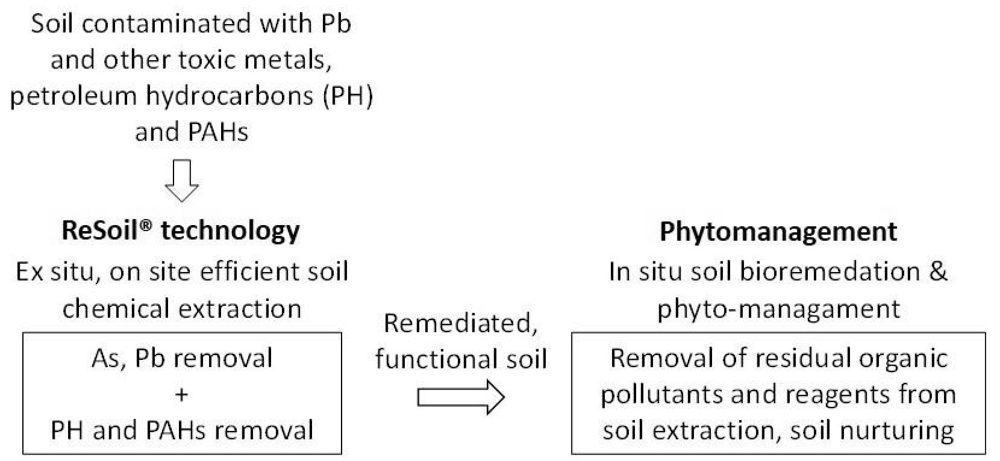 Soil contaminated with Pb
and other toxic metals,
petroleum hydrocarbons (PH)
and PAHs
ReSoil® technology
Ex situ, on site efficient soil
chemical extraction
As, Pb removal
+
PH and PAHs removal
Remediated,
functional soil
Phytomanagement
In situ soil bioremedation &
phyto-managament
Removal of residual organic
pollutants and reagents from
soil extraction, soil nurturing